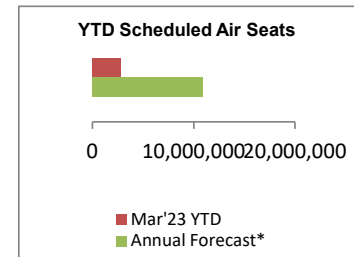 YTD Scheduled Air Seats
0 10,000,000 20,000,000
Mar'23 YTD
Annual Forecast*